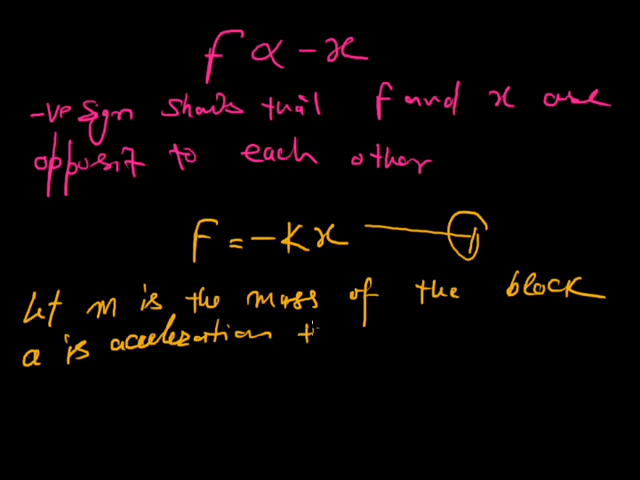 F ∝ -x
-ve sign shows that F and x are
opposit to each other
F = -Kx ——— 1
Let m is the mass of the block
a is acceleration t